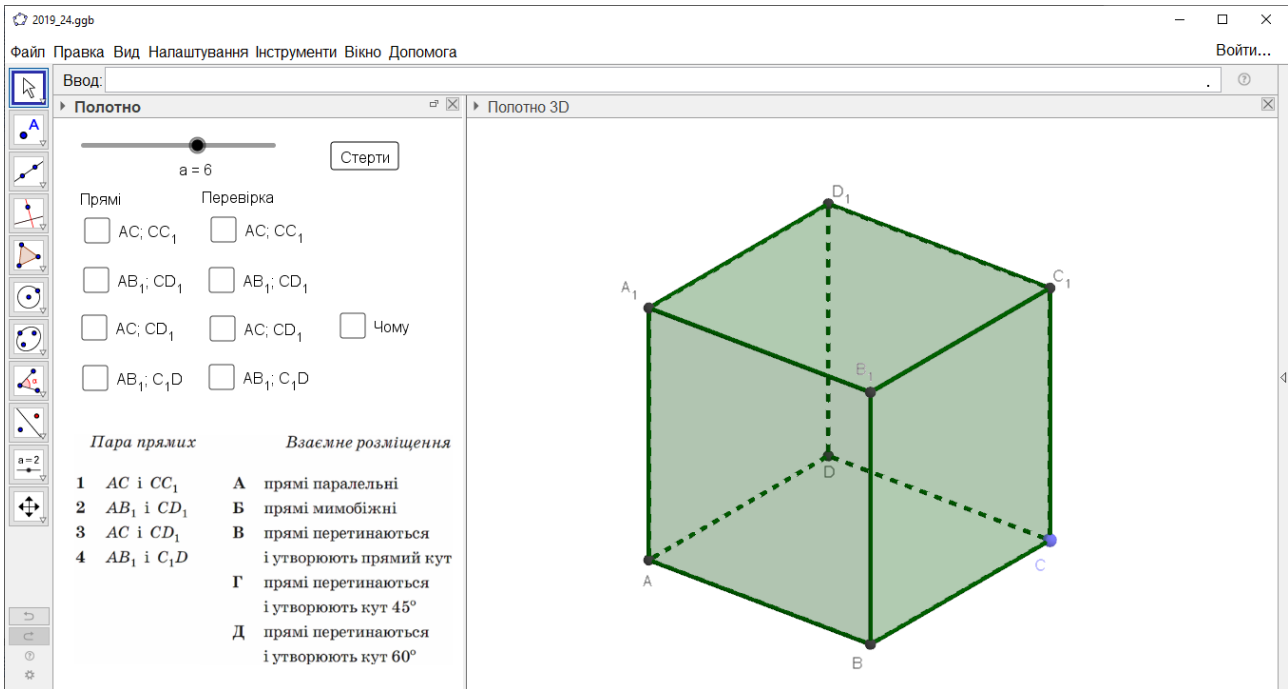 2019_24.ggb
Файл Правка Вид Налаштування Інструменти Вікно Допомога
Войти...
Ввод:
.
Полотно
Полотно 3D
A
α
a=2
a = 6
Стерти
Прямі Перевірка
AC; CC₁ AC; CC₁
AB₁; CD₁ AB₁; CD₁
AC; CD₁ AC; CD₁ Чому
AB₁; C₁D AB₁; C₁D
Пара прямих Взаємне розміщення
1 AC і CC₁ А прямі паралельні
2 AB₁ і CD₁ Б прямі мимобіжні
3 AC і CD₁ В прямі перетинаються
4 AB₁ і C₁D і утворюють прямий кут
Г прямі перетинаються
і утворюють кут 45°
Д прямі перетинаються
і утворюють кут 60°
D₁
C₁
A₁
B₁
D
C
A
B